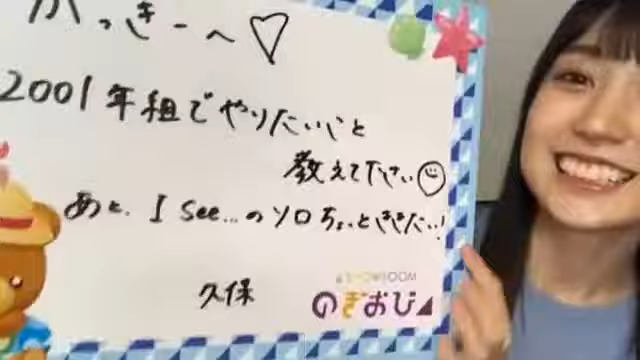 かっきーへ♡
2001年組でやりたいこと
教えてください☺
あと、I See...のソロちょっとききたい!
久保
のぎおび